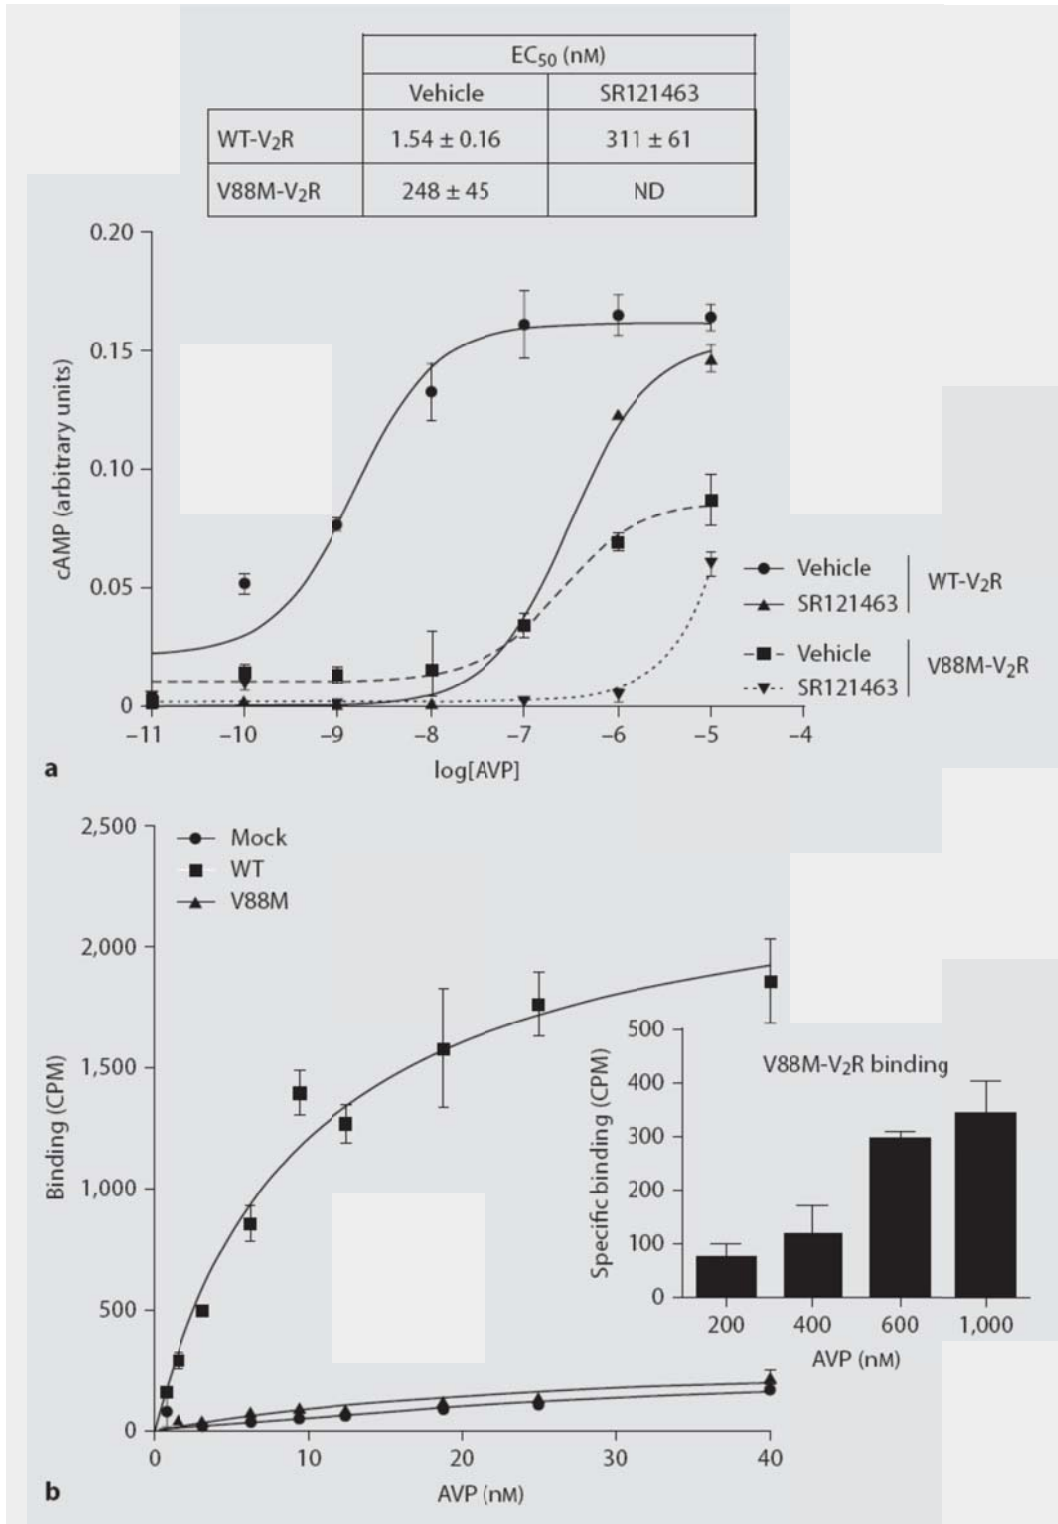 EC50 (nM)
Vehicle SR121463
WT-V2R 1.54 ± 0.16 311 ± 61
V88M-V2R 248 ± 45 ND
0.20
0.15
0.10
0.05
0
cAMP (arbitrary units)
–11 –10 –9 –8 –7 –6 –5 –4
log[AVP]
Vehicle
SR121463
WT-V2R
Vehicle
SR121463
V88M-V2R
a
2,500
2,000
1,500
1,000
500
0
Binding (CPM)
Mock
WT
V88M
0 10 20 30 40
AVP (nM)
500
400
300
200
100
0
Specific binding (CPM)
V88M-V2R binding
200 400 600 1,000
AVP (nM)
b